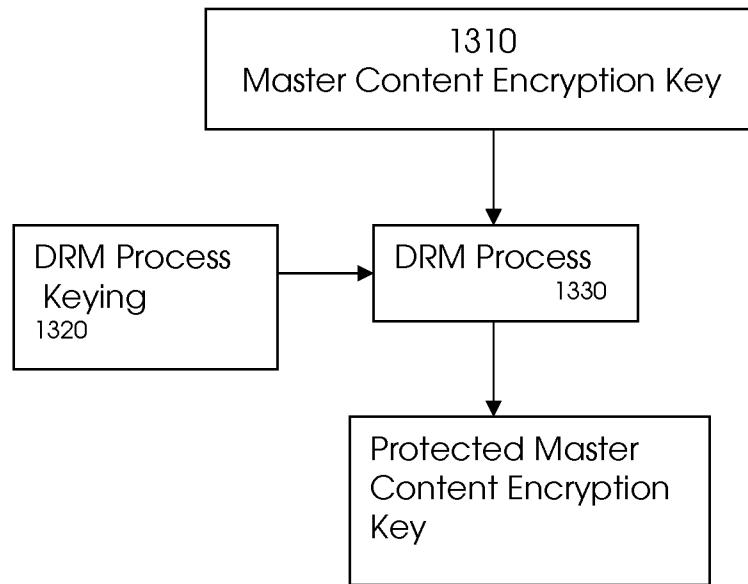 1310
Master Content Encryption Key
DRM Process
Keying
1320
DRM Process
1330
Protected Master
Content Encryption
Key